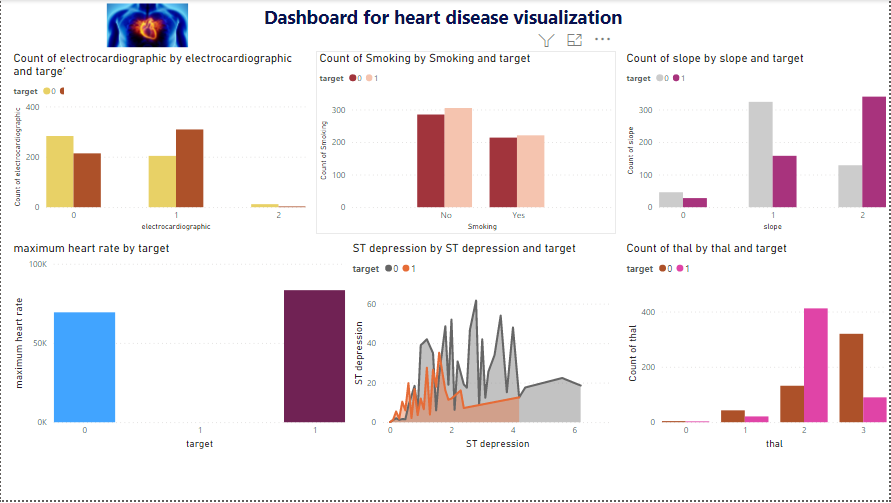 Dashboard for heart disease visualization
Count of electrocardiographic by electrocardiographic
and targe'
target 0
400
200
0
Count of electrocardiographic
0 1 2
electrocardiographic
Count of Smoking by Smoking and target
target 0 1
300
200
100
0
Count of Smoking
No Yes
Smoking
Count of slope by slope and target
target 0 1
300
200
100
0
Count of slope
0 1 2
slope
maximum heart rate by target
100K
50K
0K
maximum heart rate
0 1 1
target
ST depression by ST depression and target
target 0 1
60
40
20
0
ST depression
0 2 4 6
ST depression
Count of thal by thal and target
target 0 1
400
200
0
Count of thal
0 1 2 3
thal